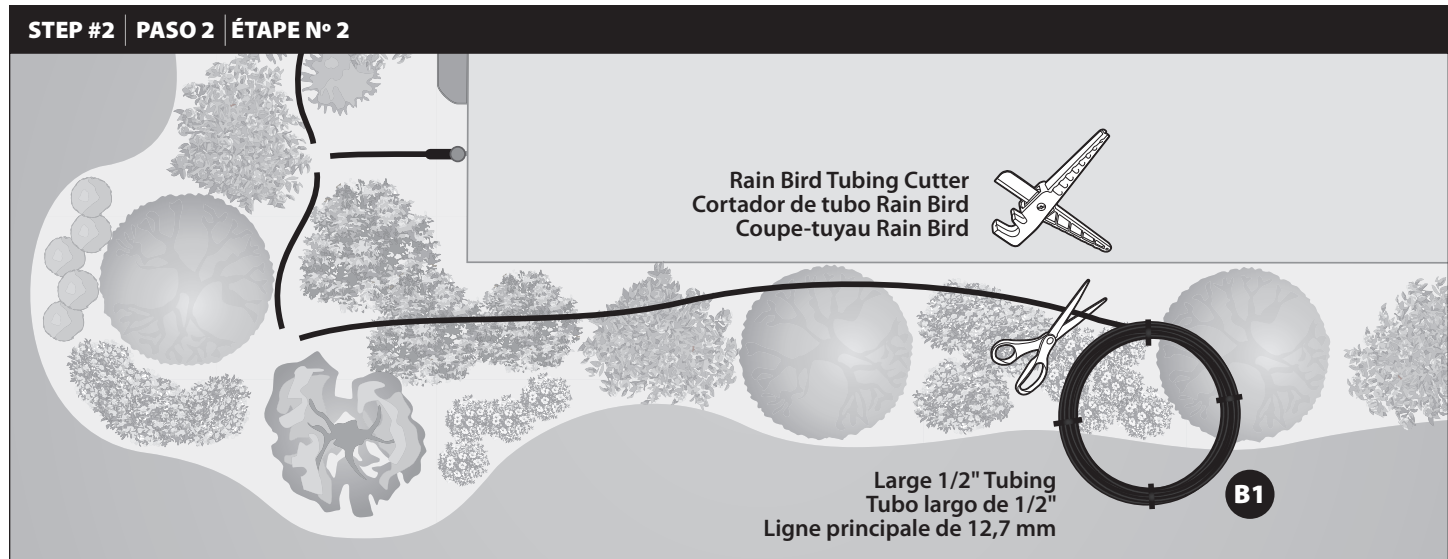 STEP #2 | PASO 2 | ÉTAPE Nº 2
Rain Bird Tubing Cutter
Cortador de tubo Rain Bird
Coupe-tuyau Rain Bird
Large 1/2" Tubing
Tubo largo de 1/2"
Ligne principale de 12,7 mm
B1